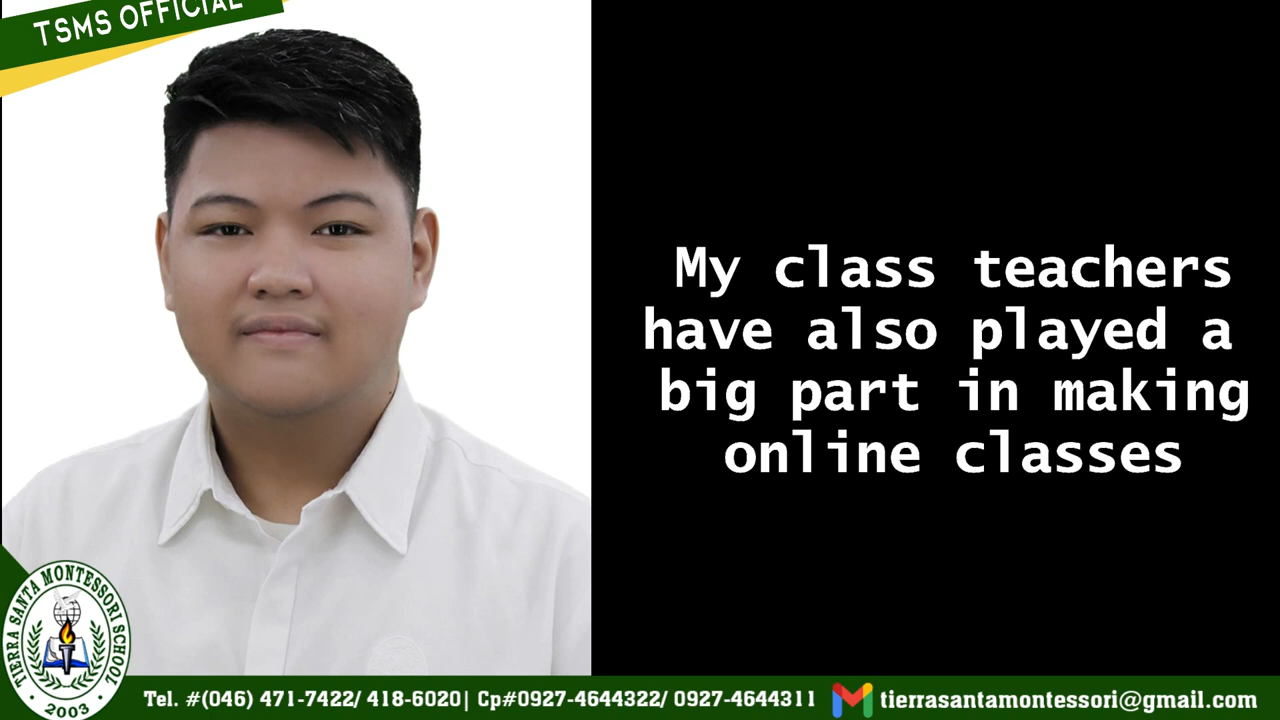 TSMS OFFICIAL
My class teachers
have also played a
big part in making
online classes
TIERRA SANTA MONTESSORI SCHOOL
2003
Tel. #(046) 471-7422/ 418-6020| Cp#0927-4644322/ 0927-4644311
tierrasantamontessori@gmail.com